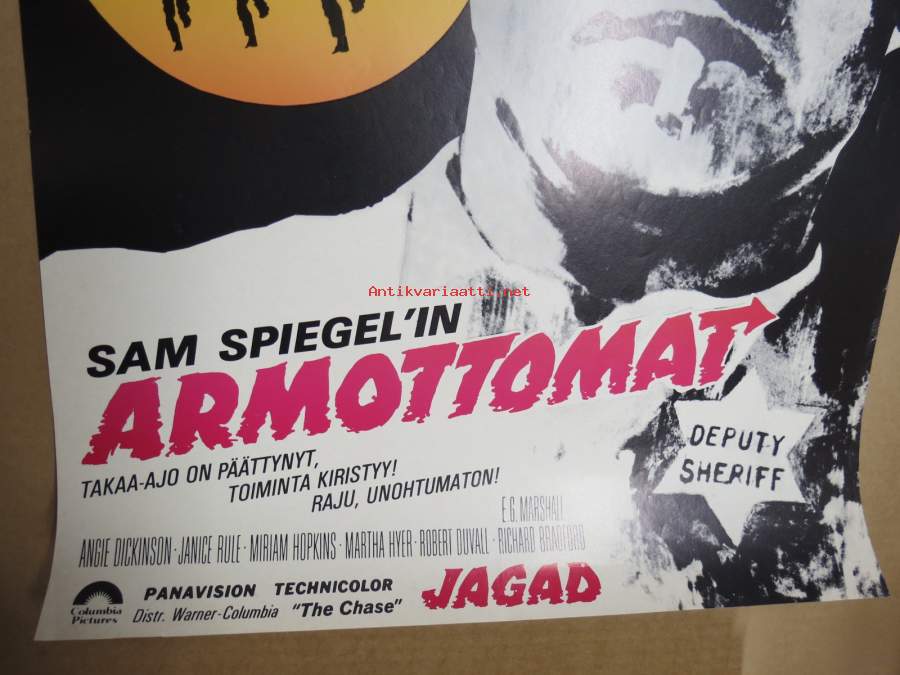 Antikvariaatti.net
SAM SPIEGEL'IN
ARMOTTOMAT
TAKAA-AJO ON PÄÄTTYNYT,
TOIMINTA KIRISTYY!
RAJU, UNOHTUMATON!
DEPUTY
SHERIFF
E.G. MARSHALL
ANGIE DICKINSON · JANICE RULE · MIRIAM HOPKINS · MARTHA HYER · ROBERT DUVALL · RICHARD BRADFORD
Columbia
Pictures
PANAVISION TECHNICOLOR
Distr. Warner-Columbia "The Chase"
JAGAD